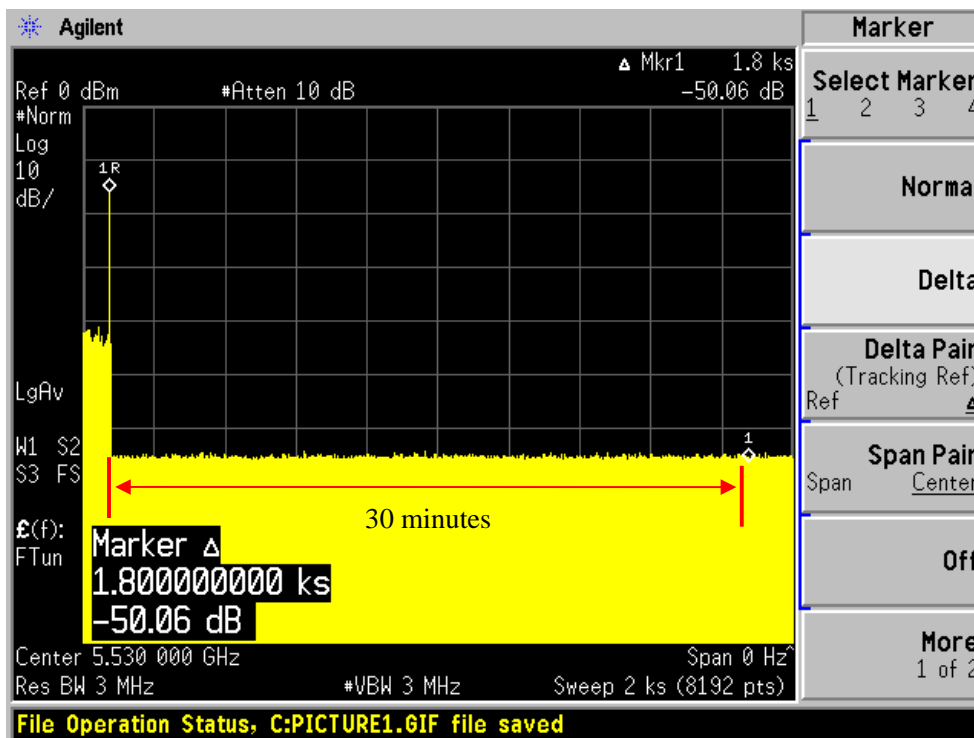 Agilent
Marker
Δ Mkr1 1.8 ks
Ref 0 dBm #Atten 10 dB -50.06 dB
#Norm
Log
10
dB/
1R
LgAv
W1 S2
S3 FS
£(f):
FTun
1
30 minutes
Marker Δ
1.800000000 ks
-50.06 dB
Center 5.530 000 GHz Span 0 Hz^
Res BW 3 MHz #VBW 3 MHz Sweep 2 ks (8192 pts)
File Operation Status, C:PICTURE1.GIF file saved
Select Marker
1 2 3 4
Norma
Delta
Delta Pair
(Tracking Ref)
Ref Δ
Span Pair
Span Center
Off
More
1 of 2